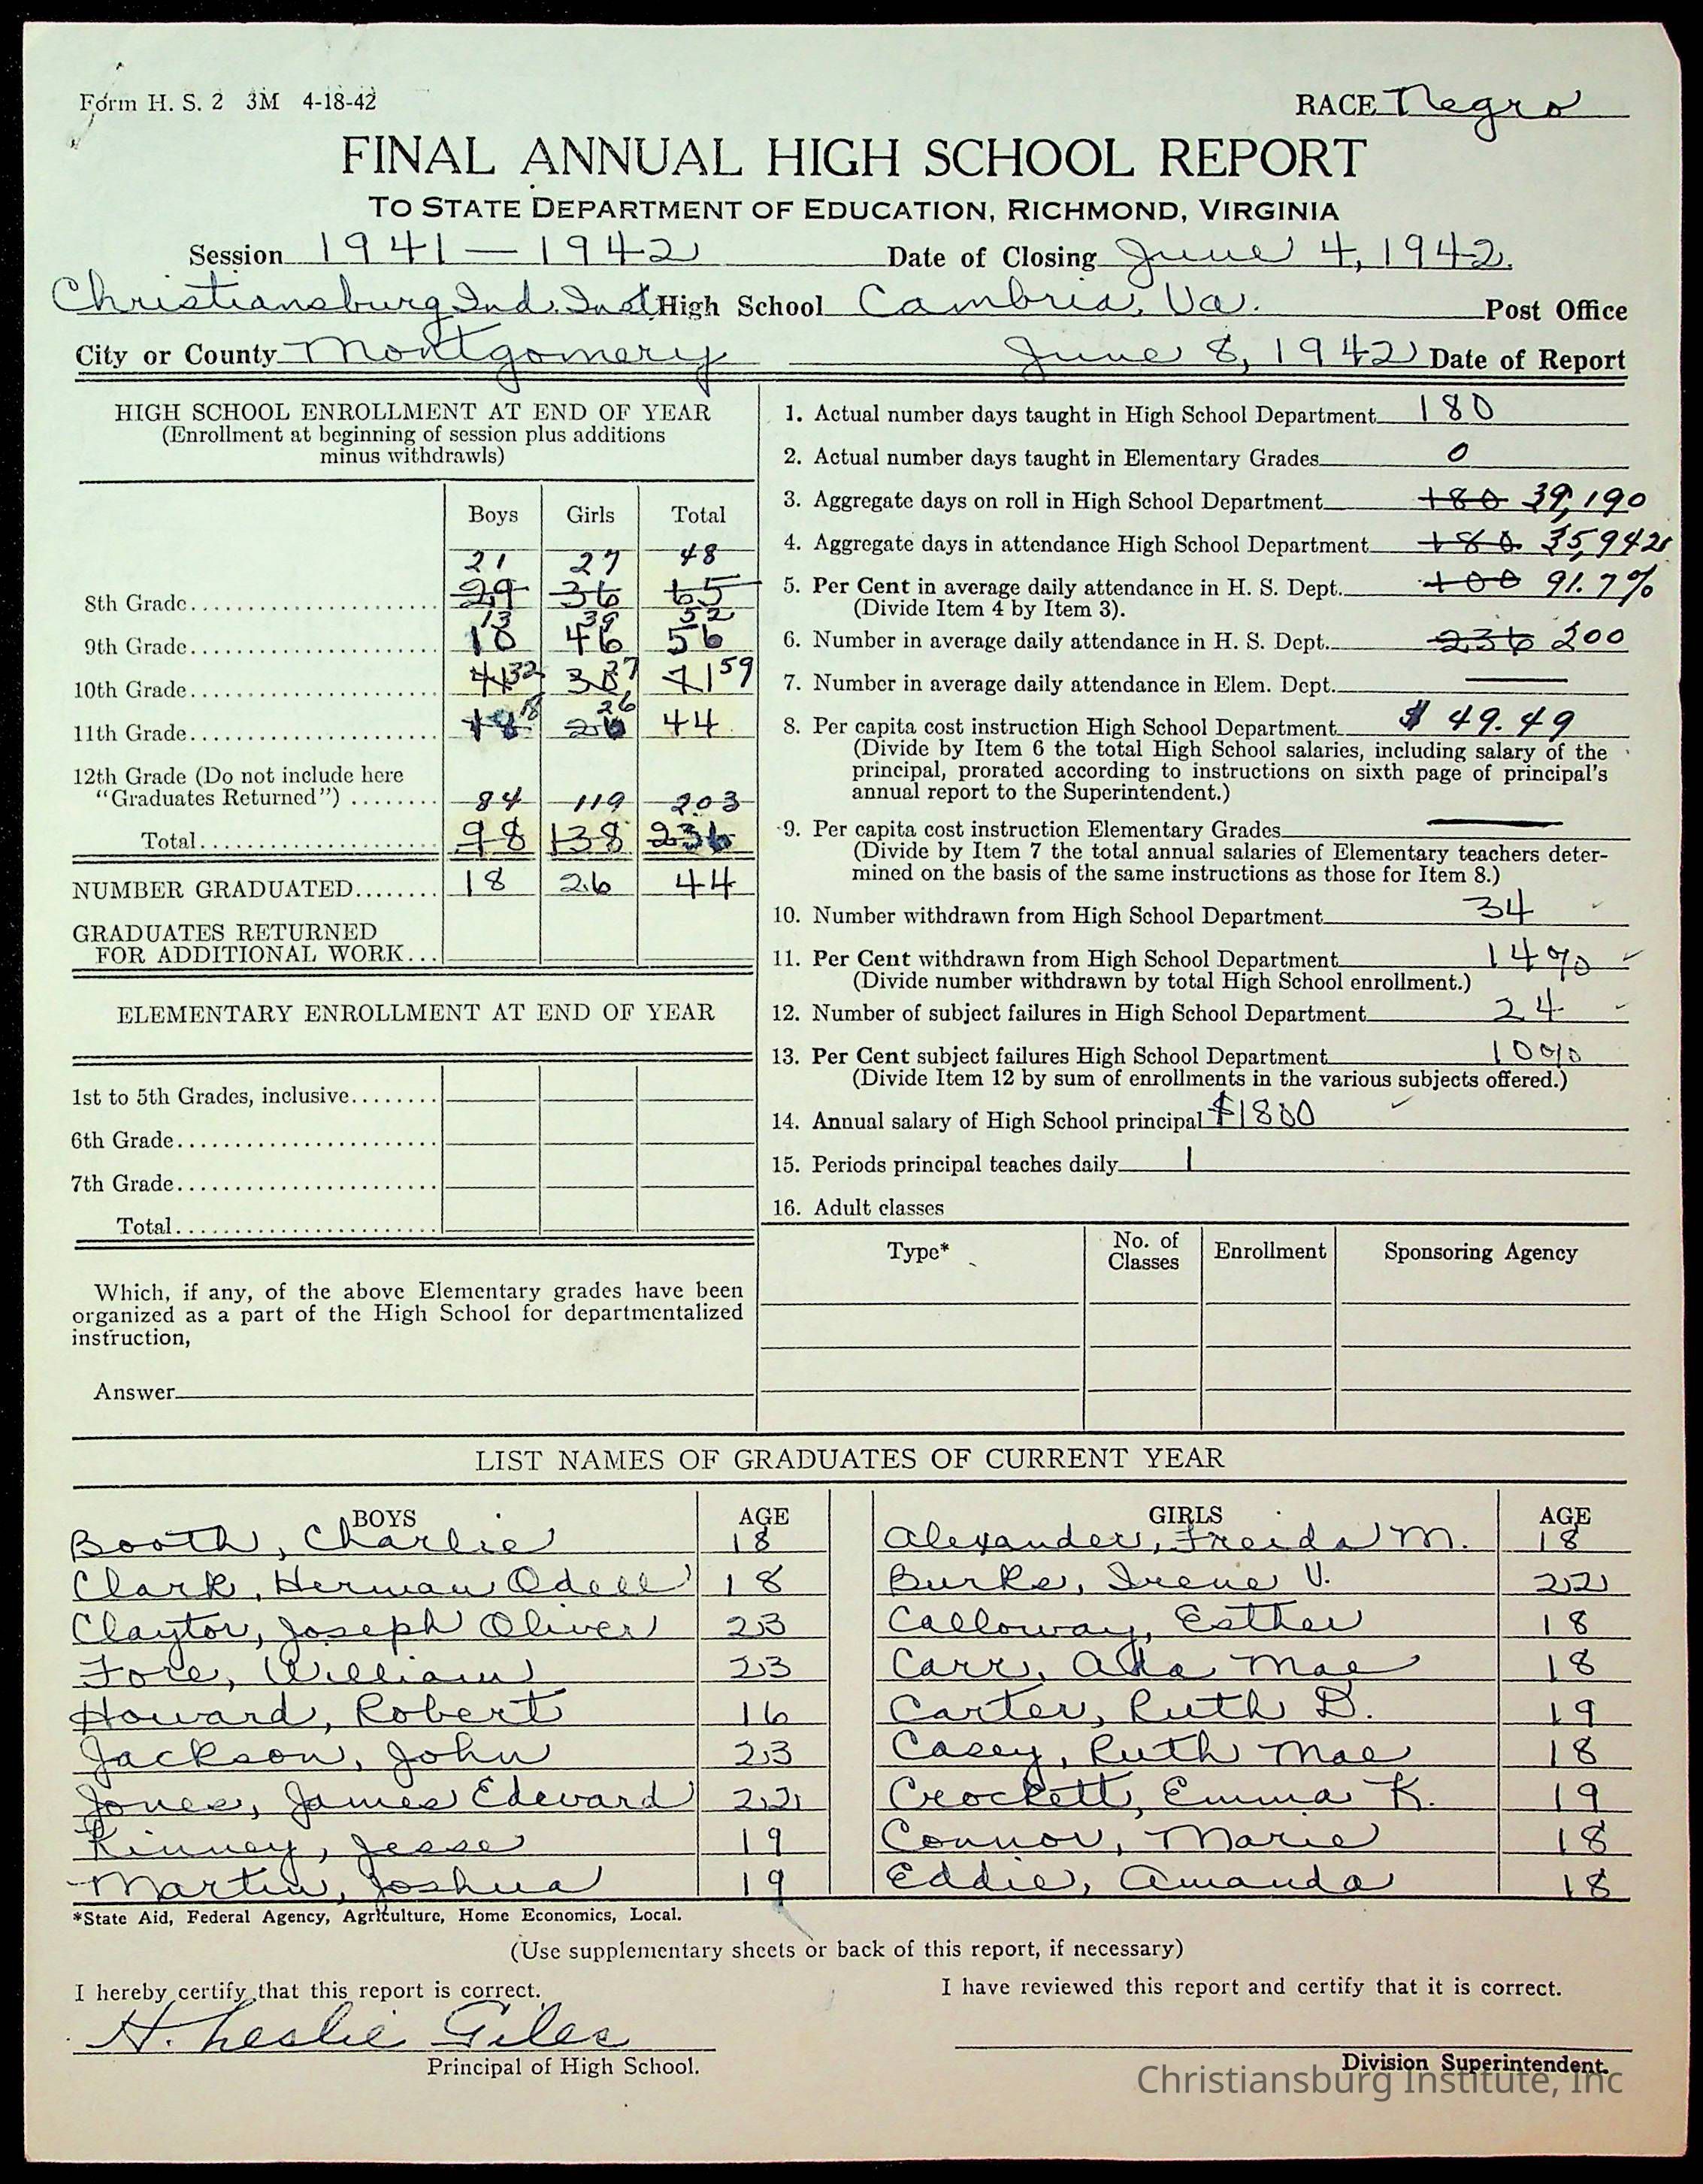 Form H. S. 2 3M 4-18-42
RACE Negro
FINAL ANNUAL HIGH SCHOOL REPORT
TO STATE DEPARTMENT OF EDUCATION, RICHMOND, VIRGINIA
Session 1941—1942 Date of Closing June 4, 1942.
Christiansburg Ind. Inst. High School Cambria, Va. Post Office
City or County Montgomery June 8, 1942 Date of Report
HIGH SCHOOL ENROLLMENT AT END OF YEAR
(Enrollment at beginning of session plus additions
minus withdrawls)
Boys Girls Total
21 27 48
8th Grade 29 36 65
13 39 52
9th Grade 10 46 56
10th Grade 41 32 37 71 59
18 26
11th Grade 18 26 44
12th Grade (Do not include here
"Graduates Returned") 84 119 203
Total 98 138 236
NUMBER GRADUATED 18 26 44
GRADUATES RETURNED
FOR ADDITIONAL WORK
ELEMENTARY ENROLLMENT AT END OF YEAR
1st to 5th Grades, inclusive
6th Grade
7th Grade
Total
Which, if any, of the above Elementary grades have been
organized as a part of the High School for departmentalized
instruction,
Answer
1. Actual number days taught in High School Department 180
2. Actual number days taught in Elementary Grades 0
3. Aggregate days on roll in High School Department 180 39,190
4. Aggregate days in attendance High School Department 180 35,942
5. Per Cent in average daily attendance in H. S. Dept. 100 91.7%
(Divide Item 4 by Item 3).
6. Number in average daily attendance in H. S. Dept. 236 200
7. Number in average daily attendance in Elem. Dept. —
8. Per capita cost instruction High School Department $ 49.49
(Divide by Item 6 the total High School salaries, including salary of the
principal, prorated according to instructions on sixth page of principal's
annual report to the Superintendent.)
9. Per capita cost instruction Elementary Grades —
(Divide by Item 7 the total annual salaries of Elementary teachers deter-
mined on the basis of the same instructions as those for Item 8.)
10. Number withdrawn from High School Department 34
11. Per Cent withdrawn from High School Department 14%
(Divide number withdrawn by total High School enrollment.)
12. Number of subject failures in High School Department 24
13. Per Cent subject failures High School Department 10%
(Divide Item 12 by sum of enrollments in the various subjects offered.)
14. Annual salary of High School principal $1800
15. Periods principal teaches daily 1
16. Adult classes
Type* No. of Classes Enrollment Sponsoring Agency
LIST NAMES OF GRADUATES OF CURRENT YEAR
BOYS AGE GIRLS AGE
Booth, Charlie 18 Alexander, Freida M. 18
Clark, Herman Odell 18 Burke, Irene V. 22
Claytor, Joseph Oliver 23 Calloway, Esther 18
Fore, William 23 Carr, Ada Mae 18
Howard, Robert 16 Carter, Ruth D. 19
Jackson, John 23 Casey, Ruth Mae 18
Jones, James Edward 22 Crockett, Emma K. 19
Kinney, Jesse 19 Connor, Marie 18
Martin, Joshua 19 Eddie, Amanda 18
*State Aid, Federal Agency, Agriculture, Home Economics, Local.
(Use supplementary sheets or back of this report, if necessary)
I hereby certify that this report is correct. I have reviewed this report and certify that it is correct.
H. Leslie Giles
Principal of High School. Division Superintendent.
Christiansburg Institute, Inc